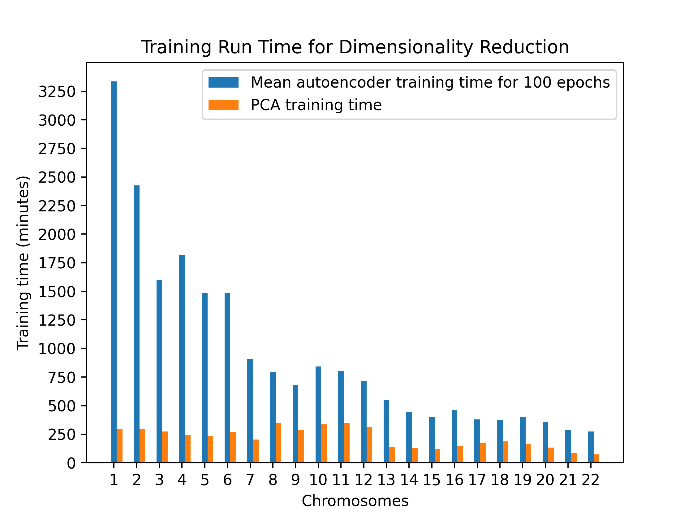 Training Run Time for Dimensionality Reduction
Mean autoencoder training time for 100 epochs
PCA training time
3250
3000
2750
2500
2250
2000
1750
1500
1250
1000
750
500
250
0
Training time (minutes)
1 2 3 4 5 6 7 8 9 10 11 12 13 14 15 16 17 18 19 20 21 22
Chromosomes